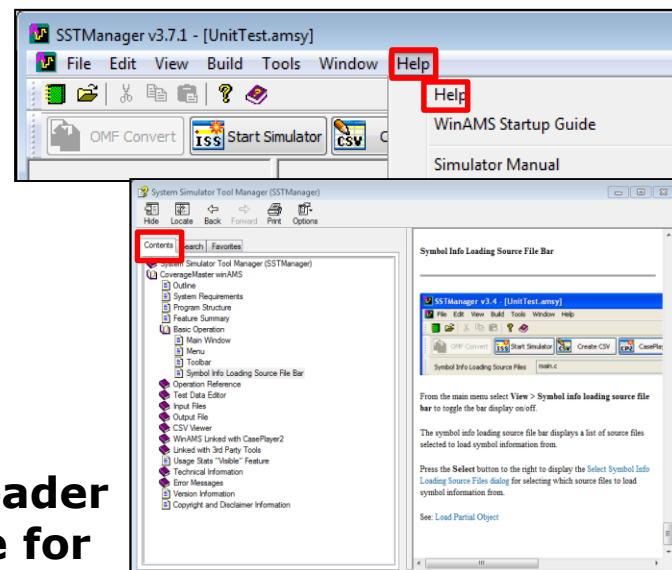 SSTManager v3.7.1 - [UnitTest.amsy]
File Edit View Build Tools Window Help
Help
WinAMS Startup Guide
Simulator Manual
OMF Convert ISS Start Simulator CSV C
System Simulator Tool Manager (SSTManager)
Hide Locate Back Forward Print Options
Contents Search Favorites
System Simulator Tool Manager (SSTManager)
CoverageMaster winAMS
Outline
System Requirements
Program Structure
Feature Summary
Basic Operation
Main Window
Menu
Toolbar
Symbol Info Loading Source File Bar
Operation Reference
Test Data Editor
Input Files
Output File
CSV Viewer
WinAMS Linked with CasePlayer2
Linked with 3rd Party Tools
Usage Stats "Visible" Feature
Technical Information
Error Messages
Version Information
Copyright and Disclaimer Information
Symbol Info Loading Source File Bar
SSTManager v3.4 - [UnitTest.amsy]
File Edit View Build Tools Window Help
OMF Convert ISS Start Simulator CSV Create CSV CP2 CasePlay
Symbol Info Loading Source Files main.c
From the main menu select View > Symbol info loading source file
bar to toggle the bar display on/off.
The symbol info loading source file bar displays a list of source files
selected to load symbol information from.
Press the Select button to the right to display the Select Symbol Info
Loading Source Files dialog for selecting which source files to load
symbol information from.
See: Load Partial Object
ader
e for